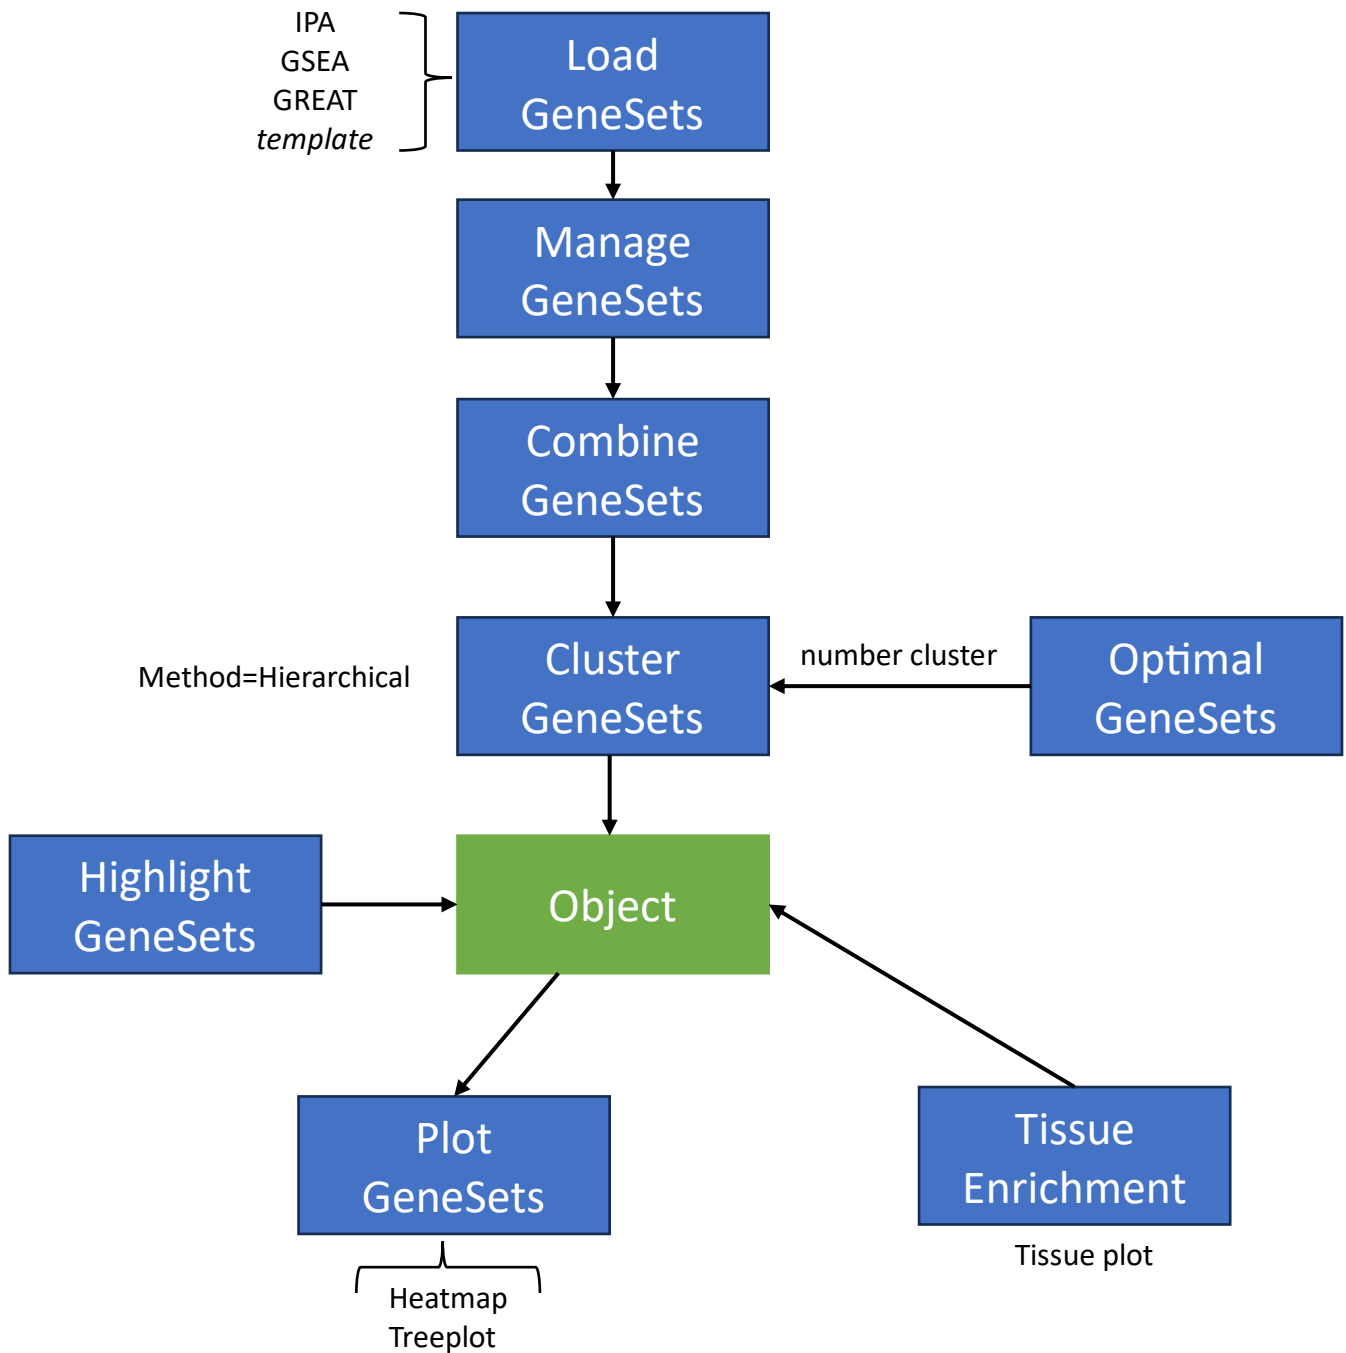 IPA
GSEA
GREAT
template
Load
GeneSets
Manage
GeneSets
Combine
GeneSets
Method=Hierarchical
Cluster
GeneSets
number cluster
Optimal
GeneSets
Highlight
GeneSets
Object
Plot
GeneSets
Heatmap
Treeplot
Tissue
Enrichment
Tissue plot